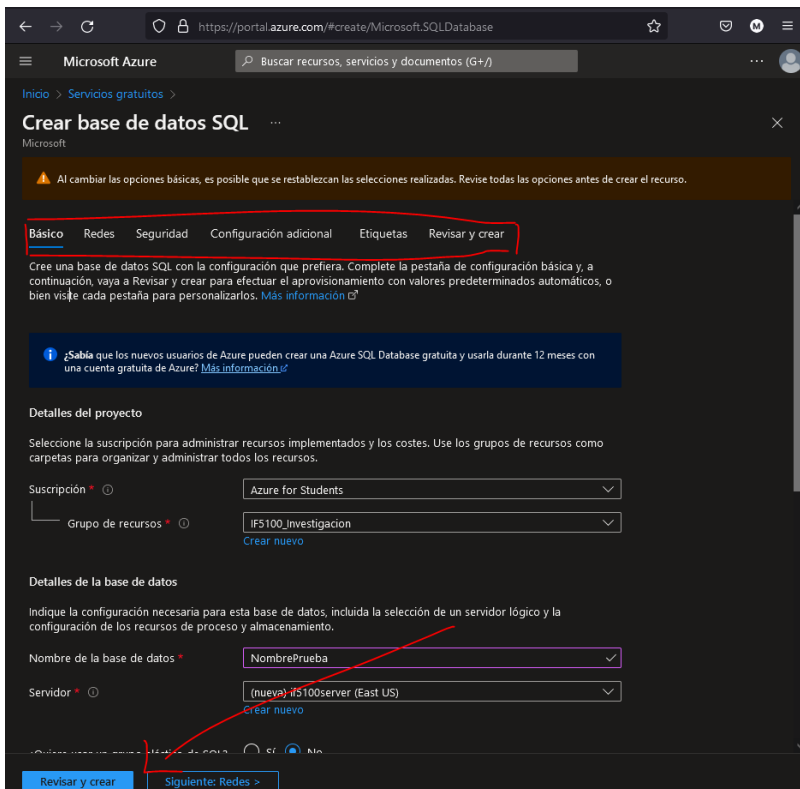 https://portal.azure.com/#create/Microsoft.SQLDatabase
M
Microsoft Azure
Buscar recursos, servicios y documentos (G+/)
Inicio > Servicios gratuitos >
Crear base de datos SQL ...
Microsoft
Al cambiar las opciones básicas, es posible que se restablezcan las selecciones realizadas. Revise todas las opciones antes de crear el recurso.
Básico Redes Seguridad Configuración adicional Etiquetas Revisar y crear
Cree una base de datos SQL con la configuración que prefiera. Complete la pestaña de configuración básica y, a
continuación, vaya a Revisar y crear para efectuar el aprovisionamiento con valores predeterminados automáticos, o
bien visite cada pestaña para personalizarlos. Más información
¿Sabía que los nuevos usuarios de Azure pueden crear una Azure SQL Database gratuita y usarla durante 12 meses con
una cuenta gratuita de Azure? Más información
Detalles del proyecto
Seleccione la suscripción para administrar recursos implementados y los costes. Use los grupos de recursos como
carpetas para organizar y administrar todos los recursos.
Suscripción * Azure for Students
Grupo de recursos * IF5100_Investigacion
Crear nuevo
Detalles de la base de datos
Indique la configuración necesaria para esta base de datos, incluida la selección de un servidor lógico y la
configuración de los recursos de proceso y almacenamiento.
Nombre de la base de datos * NombrePrueba
Servidor * (nueva) if5100server (East US)
Crear nuevo
¿Quiere usar un grupo elástico de SQL? Sí No
Revisar y crear Siguiente: Redes >